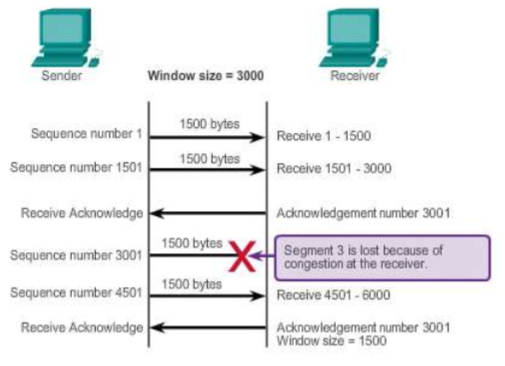 Sender
Window size = 3000
Receiver
1500 bytes
Sequence number 1
Receive 1 - 1500
1500 bytes
Sequence number 1501
Receive 1501 - 3000
Receive Acknowledge
Acknowledgement number 3001
1500 bytes
Sequence number 3001
Segment 3 is lost because of
congestion at the receiver.
1500 bytes
Sequence number 4501
Receive 4501 - 6000
Receive Acknowledge
Acknowledgement number 3001
Window size = 1500